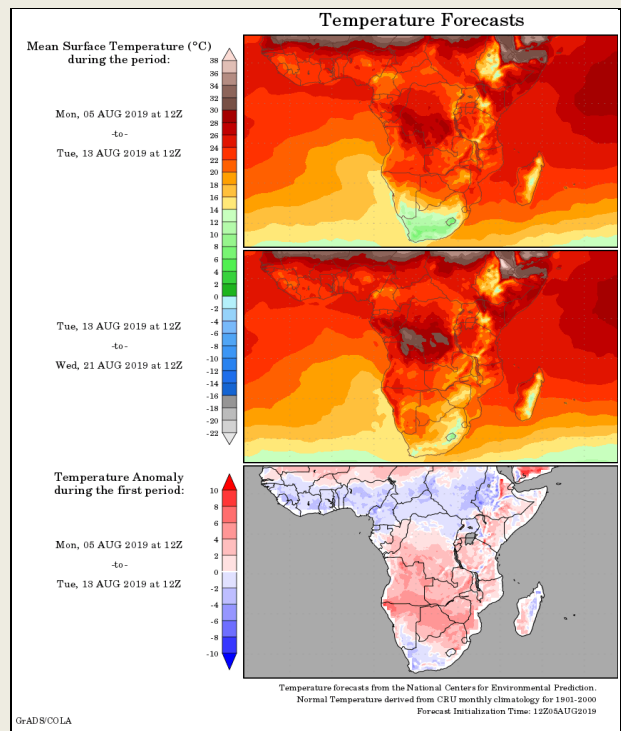 Temperature Forecasts
Mean Surface Temperature (°C)
during the period:
Mon, 05 AUG 2019 at 12Z
-to-
Tue, 13 AUG 2019 at 12Z
38
36
34
32
30
28
26
24
22
20
18
16
14
12
10
8
6
4
2
0
-2
-4
-6
-8
-10
-12
-14
-16
-18
-20
-22
Tue, 13 AUG 2019 at 12Z
-to-
Wed, 21 AUG 2019 at 12Z
Temperature Anomaly
during the first period:
10
8
6
4
2
0
-2
-4
-6
-8
-10
Mon, 05 AUG 2019 at 12Z
-to-
Tue, 13 AUG 2019 at 12Z
Temperature forecasts from the National Centers for Environmental Prediction.
Normal Temperature derived from CRU monthly climatology for 1901-2000
Forecast Initialization Time: 12Z05AUG2019
GrADS/COLA